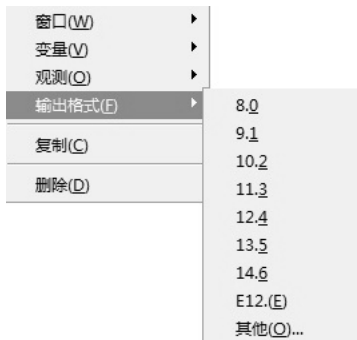 窗口(W)
变量(V)
观测(O)
输出格式(F)
复制(C)
删除(D)
8.0
9.1
10.2
11.3
12.4
13.5
14.6
E12.(E)
其他(O)...